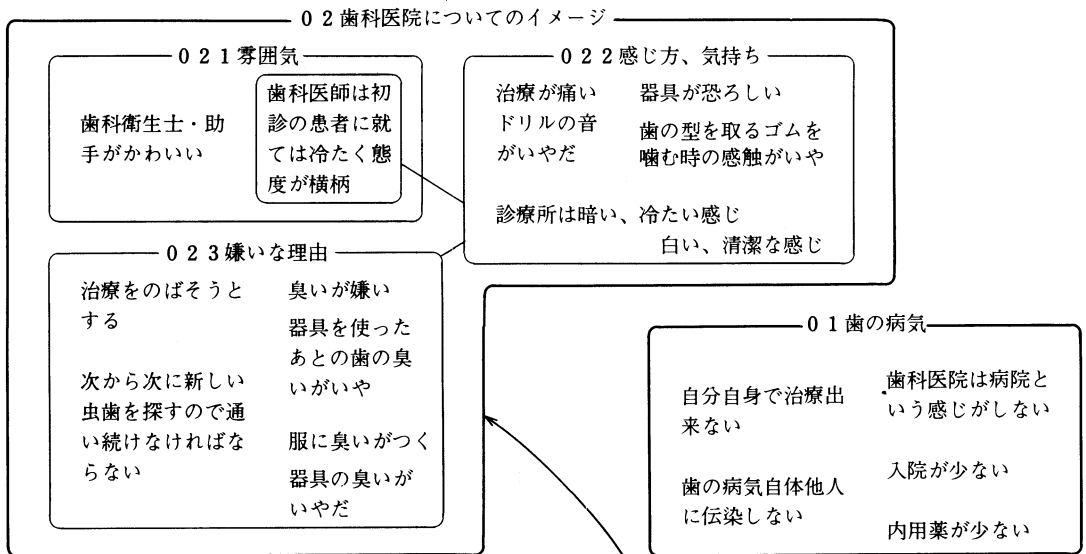 02歯科医院についてのイメージ
021雰囲気
歯科衛生士・助
手がかわいい
歯科医師は初
診の患者に就
ては冷たく態
度が横柄
022感じ方、気持ち
治療が痛い
ドリルの音
がいやだ
器具が恐ろしい
歯の型を取るゴムを
噛む時の感触がいや
診療所は暗い、冷たい感じ
白い、清潔な感じ
023嫌いな理由
治療をのばそうと
する
次から次に新しい
虫歯を探すので通
い続けなければな
らない
臭いが嫌い
器具を使った
あとの歯の臭
いがいや
服に臭いがつく
器具の臭いが
いやだ
01歯の病気
自分自身で治療出
来ない
歯の病気自体他人
に伝染しない
歯科医院は病院と
いう感じがしない
入院が少ない
内用薬が少ない